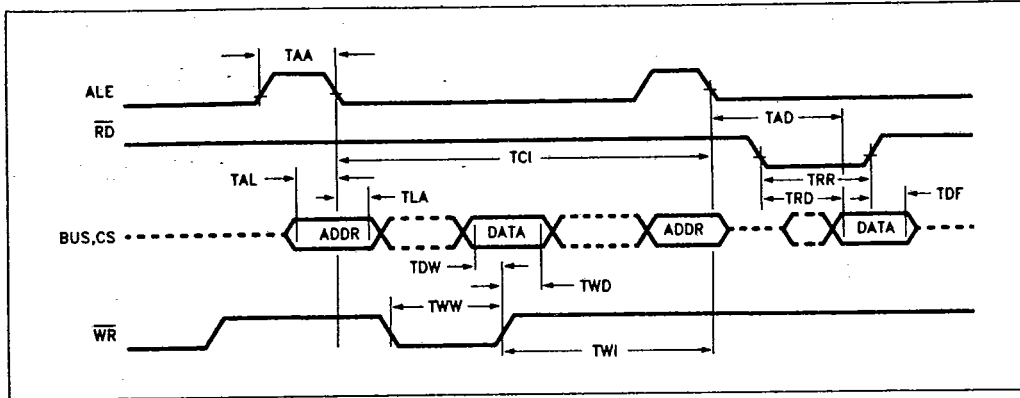 TAA
ALE
TAD
RD
TCI
TAL
TRR
TLA
TRD
TDF
BUS,CS
ADDR
DATA
ADDR
DATA
TDW
TWD
TWW
WR
TWI